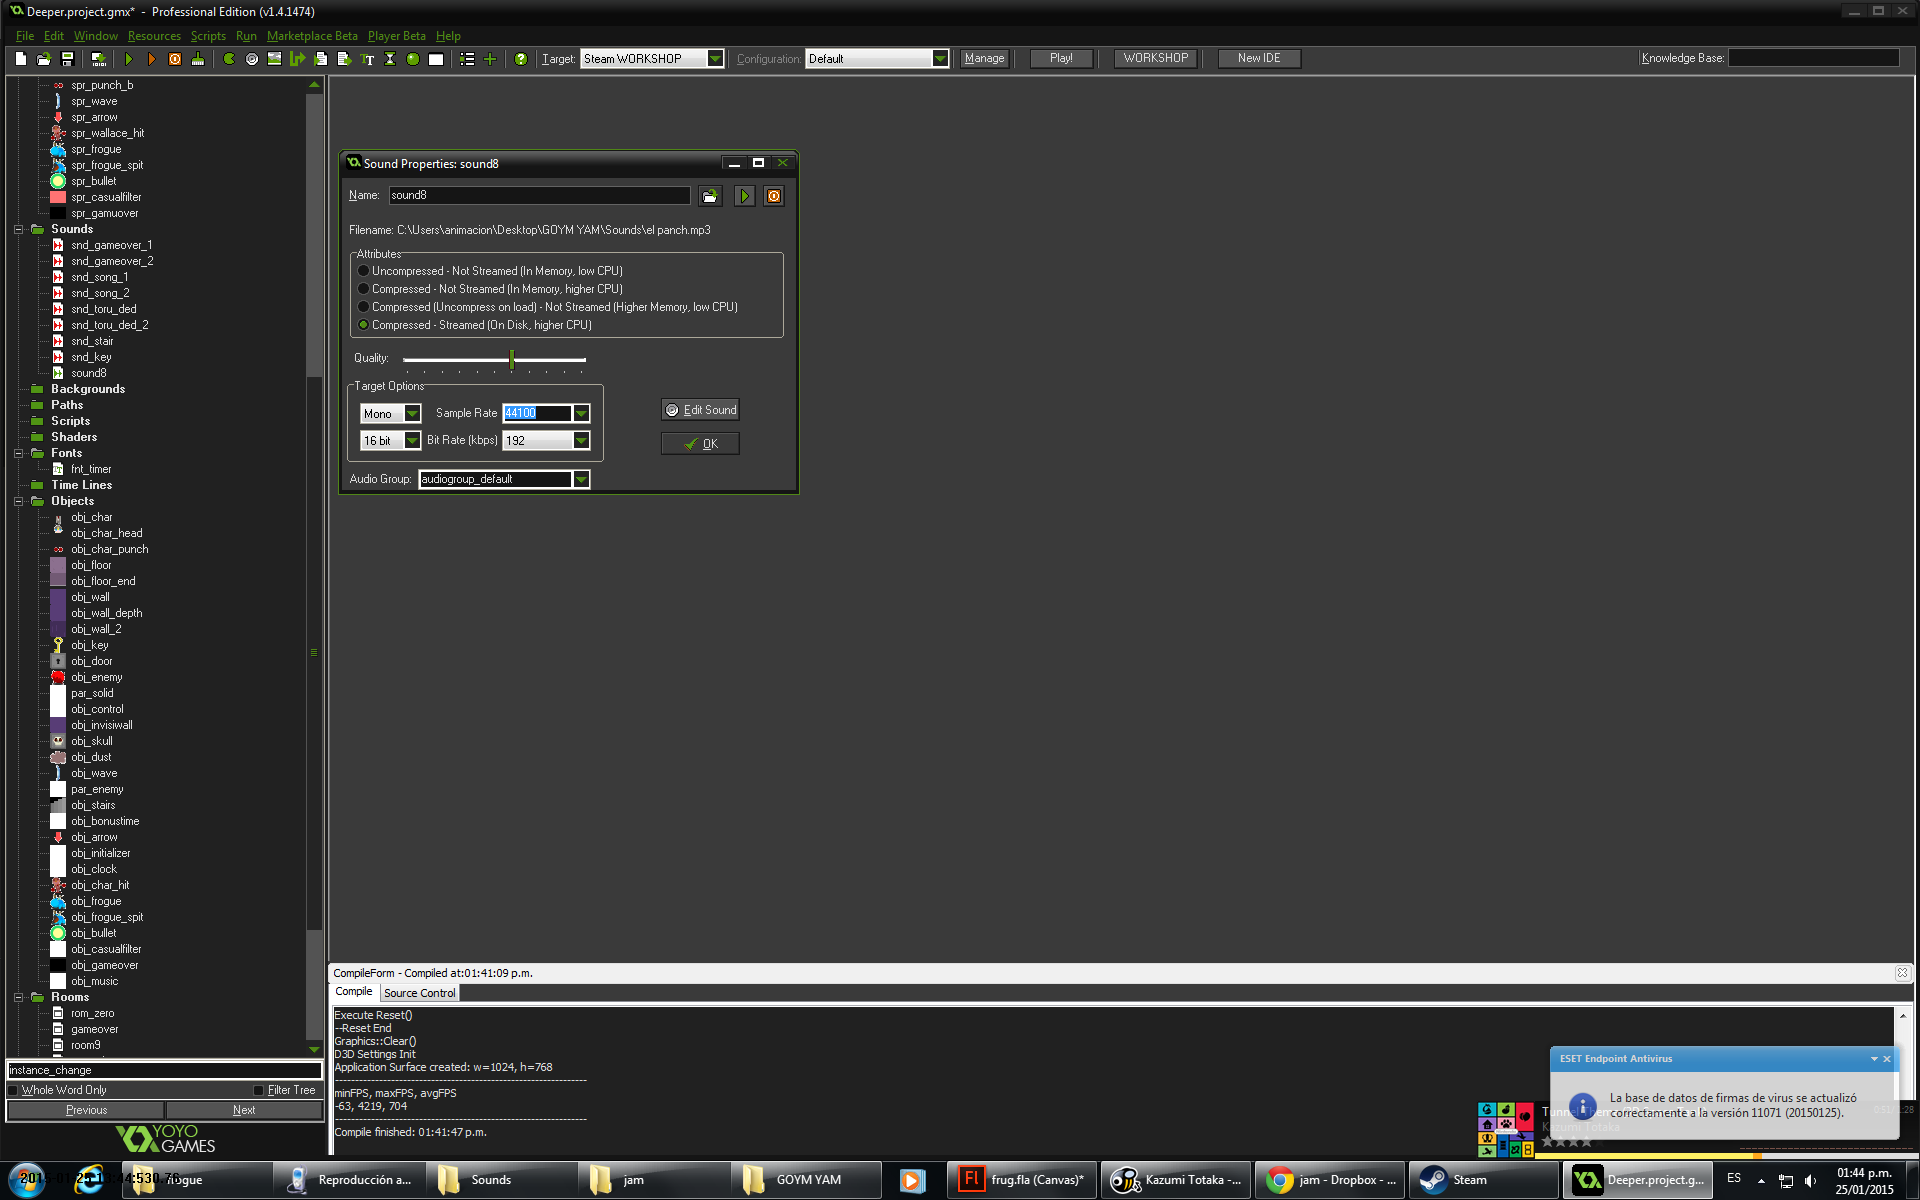 Deeper.project.gmx* - Professional Edition (v1.4.1474)
File Edit Window Resources Scripts Run Marketplace Beta Player Beta Help
Target: Steam WORKSHOP Configuration: Default Manage Play! WORKSHOP New IDE Knowledge Base:
spr_punch_b
spr_wave
spr_arrow
spr_wallace_hit
spr_frogue
spr_frogue_spit
spr_bullet
spr_casualfilter
spr_gamuover
Sounds
snd_gameover_1
snd_gameover_2
snd_song_1
snd_song_2
snd_toru_ded
snd_toru_ded_2
snd_stair
snd_key
sound8
Backgrounds
Paths
Scripts
Shaders
Fonts
fnt_timer
Time Lines
Objects
obj_char
obj_char_head
obj_char_punch
obj_floor
obj_floor_end
obj_wall
obj_wall_depth
obj_wall_2
obj_key
obj_door
obj_enemy
par_solid
obj_control
obj_invisiwall
obj_skull
obj_dust
obj_wave
par_enemy
obj_stairs
obj_bonustime
obj_arrow
obj_initializer
obj_clock
obj_char_hit
obj_frogue
obj_frogue_spit
obj_bullet
obj_casualfilter
obj_gameover
obj_music
Rooms
rom_zero
gameover
room9
instance_change
Whole Word Only Filter Tree
Previous Next
YOYO
GAMES
Sound Properties: sound8
Name: sound8
Filename: C:\Users\animacion\Desktop\GOYM YAM\Sounds\el panch.mp3
Attributes
Uncompressed - Not Streamed (In Memory, low CPU)
Compressed - Not Streamed (In Memory, higher CPU)
Compressed (Uncompress on load) - Not Streamed (Higher Memory, low CPU)
Compressed - Streamed (On Disk, higher CPU)
Quality:
Target Options
Mono Sample Rate 44100
Edit Sound
16 bit Bit Rate (kbps) 192
OK
Audio Group: audiogroup_default
CompileForm - Compiled at:01:41:09 p.m.
Compile Source Control
Execute Reset()
--Reset End
Graphics::Clear()
D3D Settings Init
Application Surface created: w=1024, h=768
minFPS, maxFPS, avgFPS
-63, 4219, 704
Compile finished: 01:41:47 p.m.
ESET Endpoint Antivirus
La base de datos de firmas de virus se actualizó
correctamente a la versión 11071 (20150125).
Kazumi Totaka
frogue
Reproducción a...
Sounds
jam
GOYM YAM
frug.fla (Canvas)*
Kazumi Totaka -...
jam - Dropbox - ...
Steam
Deeper.project.g...
ES
01:44 p.m.
25/01/2015